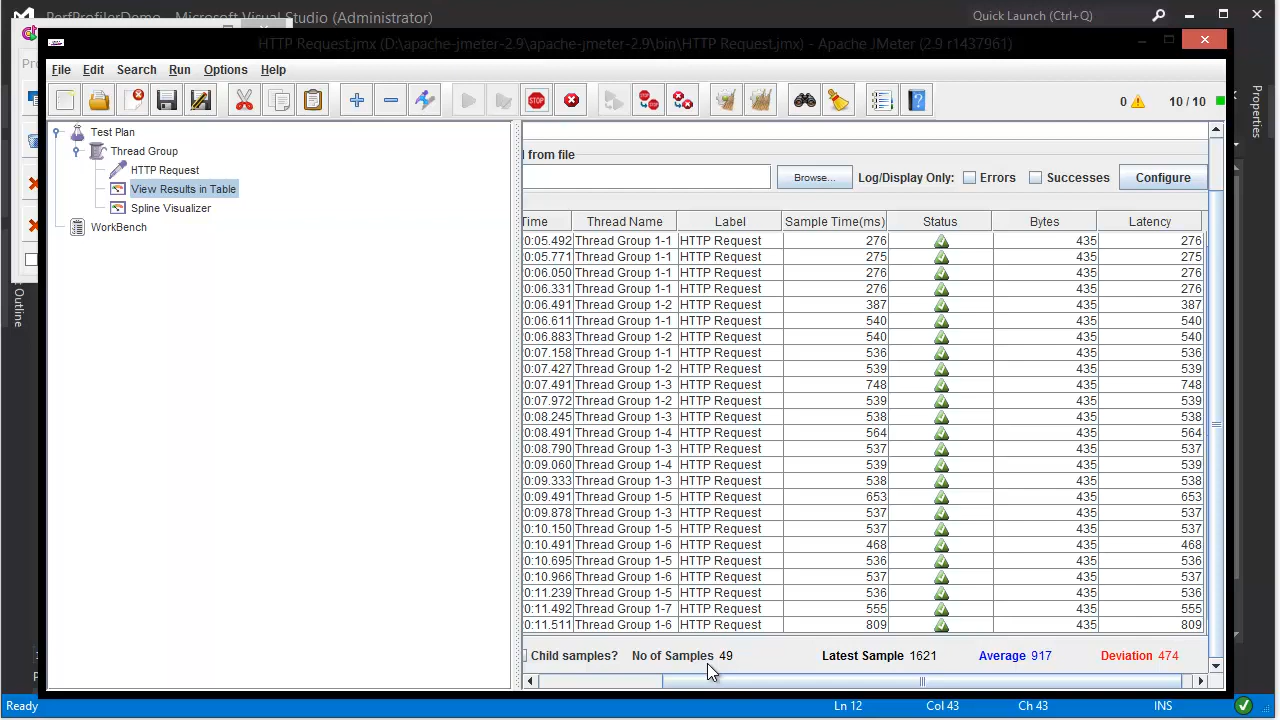 PerfProfilerDemo - Microsoft Visual Studio (Administrator)
Quick Launch (Ctrl+Q)
HTTP Request.jmx (D:\apache-jmeter-2.9\apache-jmeter-2.9\bin\HTTP Request.jmx) - Apache JMeter (2.9 r1437961)
File Edit Search Run Options Help
0 10 / 10
Test Plan
Thread Group
HTTP Request
View Results in Table
Spline Visualizer
WorkBench
from file
Browse... Log/Display Only: Errors Successes Configure
Time Thread Name Label Sample Time(ms) Status Bytes Latency
0:05.492 Thread Group 1-1 HTTP Request 276 435 276
0:05.771 Thread Group 1-1 HTTP Request 275 435 275
0:06.050 Thread Group 1-1 HTTP Request 276 435 276
0:06.331 Thread Group 1-1 HTTP Request 276 435 276
0:06.491 Thread Group 1-2 HTTP Request 387 435 387
0:06.611 Thread Group 1-1 HTTP Request 540 435 540
0:06.883 Thread Group 1-2 HTTP Request 540 435 540
0:07.158 Thread Group 1-1 HTTP Request 536 435 536
0:07.427 Thread Group 1-2 HTTP Request 539 435 539
0:07.491 Thread Group 1-3 HTTP Request 748 435 748
0:07.972 Thread Group 1-2 HTTP Request 539 435 539
0:08.245 Thread Group 1-3 HTTP Request 538 435 538
0:08.491 Thread Group 1-4 HTTP Request 564 435 564
0:08.790 Thread Group 1-3 HTTP Request 537 435 537
0:09.060 Thread Group 1-4 HTTP Request 539 435 539
0:09.333 Thread Group 1-3 HTTP Request 538 435 538
0:09.491 Thread Group 1-5 HTTP Request 653 435 653
0:09.878 Thread Group 1-3 HTTP Request 537 435 537
0:10.150 Thread Group 1-5 HTTP Request 537 435 537
0:10.491 Thread Group 1-6 HTTP Request 468 435 468
0:10.695 Thread Group 1-5 HTTP Request 536 435 536
0:10.966 Thread Group 1-6 HTTP Request 537 435 537
0:11.239 Thread Group 1-5 HTTP Request 536 435 536
0:11.492 Thread Group 1-7 HTTP Request 555 435 555
0:11.511 Thread Group 1-6 HTTP Request 809 435 809
Child samples? No of Samples 49 Latest Sample 1621 Average 917 Deviation 474
Properties
Outline
Ready Ln 12 Col 43 Ch 43 INS